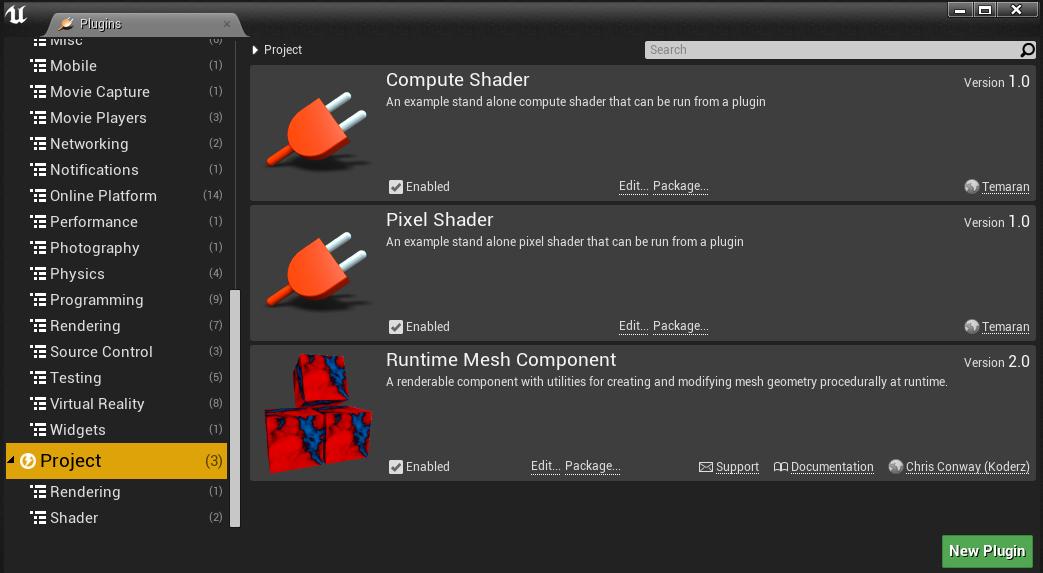 Plugins
Misc (6)
Mobile (1)
Movie Capture (1)
Movie Players (3)
Networking (2)
Notifications (1)
Online Platform (14)
Performance (1)
Photography (1)
Physics (4)
Programming (9)
Rendering (7)
Source Control (3)
Testing (5)
Virtual Reality (8)
Widgets (1)
Project (3)
Rendering (1)
Shader (2)
Project
Search
Compute Shader
Version 1.0
An example stand alone compute shader that can be run from a plugin
Enabled
Edit... Package...
Temaran
Pixel Shader
Version 1.0
An example stand alone pixel shader that can be run from a plugin
Enabled
Edit... Package...
Temaran
Runtime Mesh Component
Version 2.0
A renderable component with utilities for creating and modifying mesh geometry procedurally at runtime.
Enabled
Edit... Package...
Support
Documentation
Chris Conway (Koderz)
New Plugin